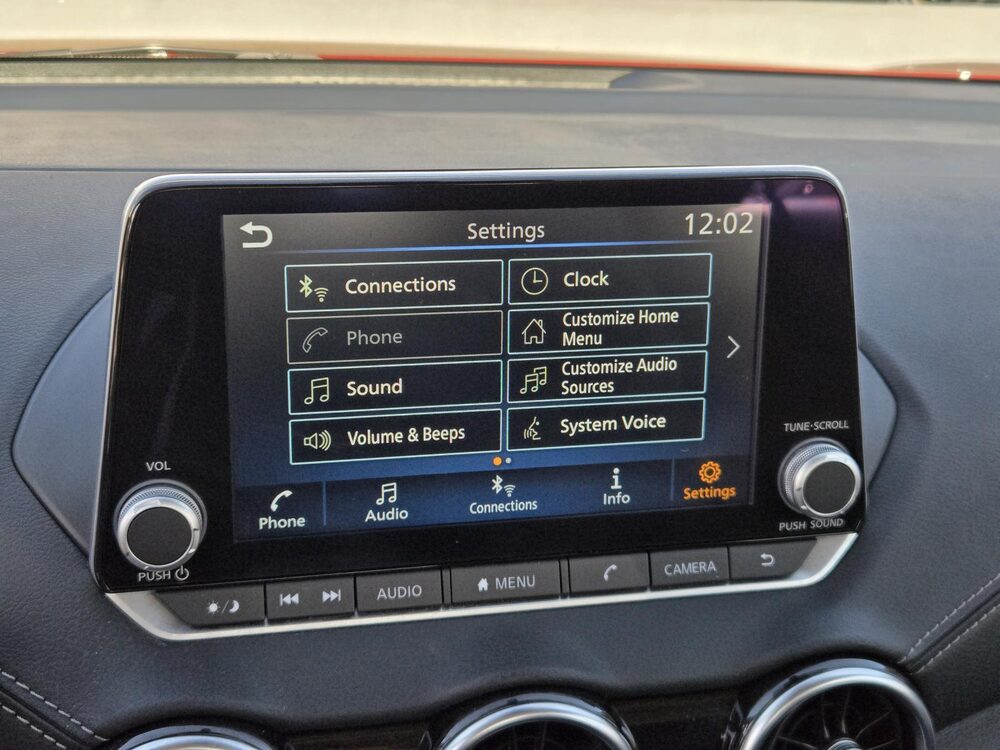 Settings
12:02
Connections
Clock
Phone
Customize Home
Menu
Sound
Customize Audio
Sources
Volume & Beeps
System Voice
Phone
Audio
Connections
Info
Settings
VOL
PUSH
TUNE·SCROLL
PUSH SOUND
AUDIO
MENU
CAMERA